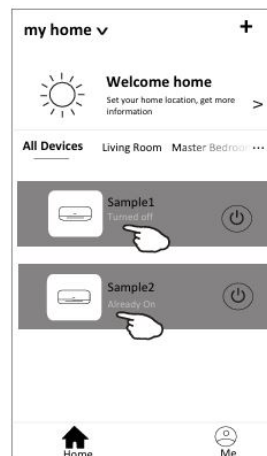 my home
Welcome home
Set your home location, get more
information
All Devices Living Room Master Bedroom
Sample1
Turned off
Sample2
Already On
Home Me